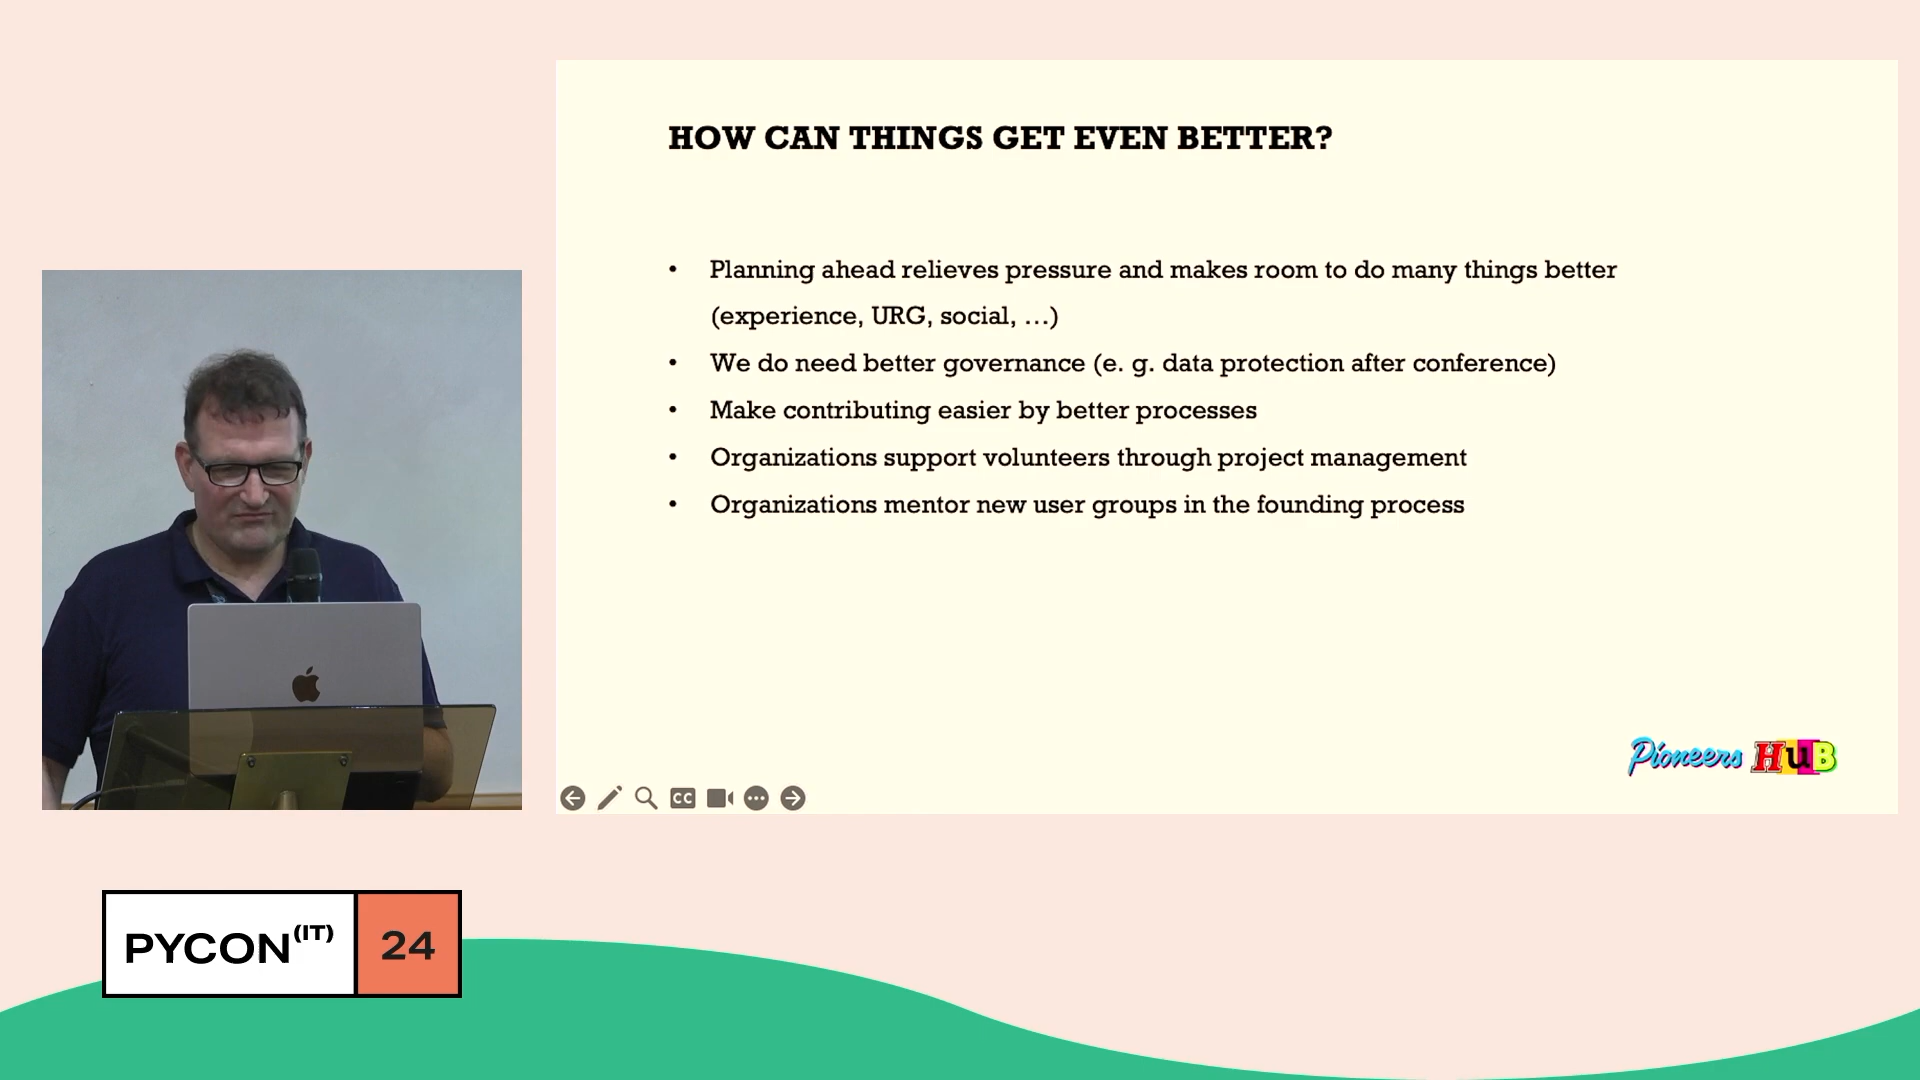 HOW CAN THINGS GET EVEN BETTER?
• Planning ahead relieves pressure and makes room to do many things better
(experience, URG, social, …)
• We do need better governance (e. g. data protection after conference)
• Make contributing easier by better processes
• Organizations support volunteers through project management
• Organizations mentor new user groups in the founding process
Pioneers HuB
CC
PYCON(IT) 24